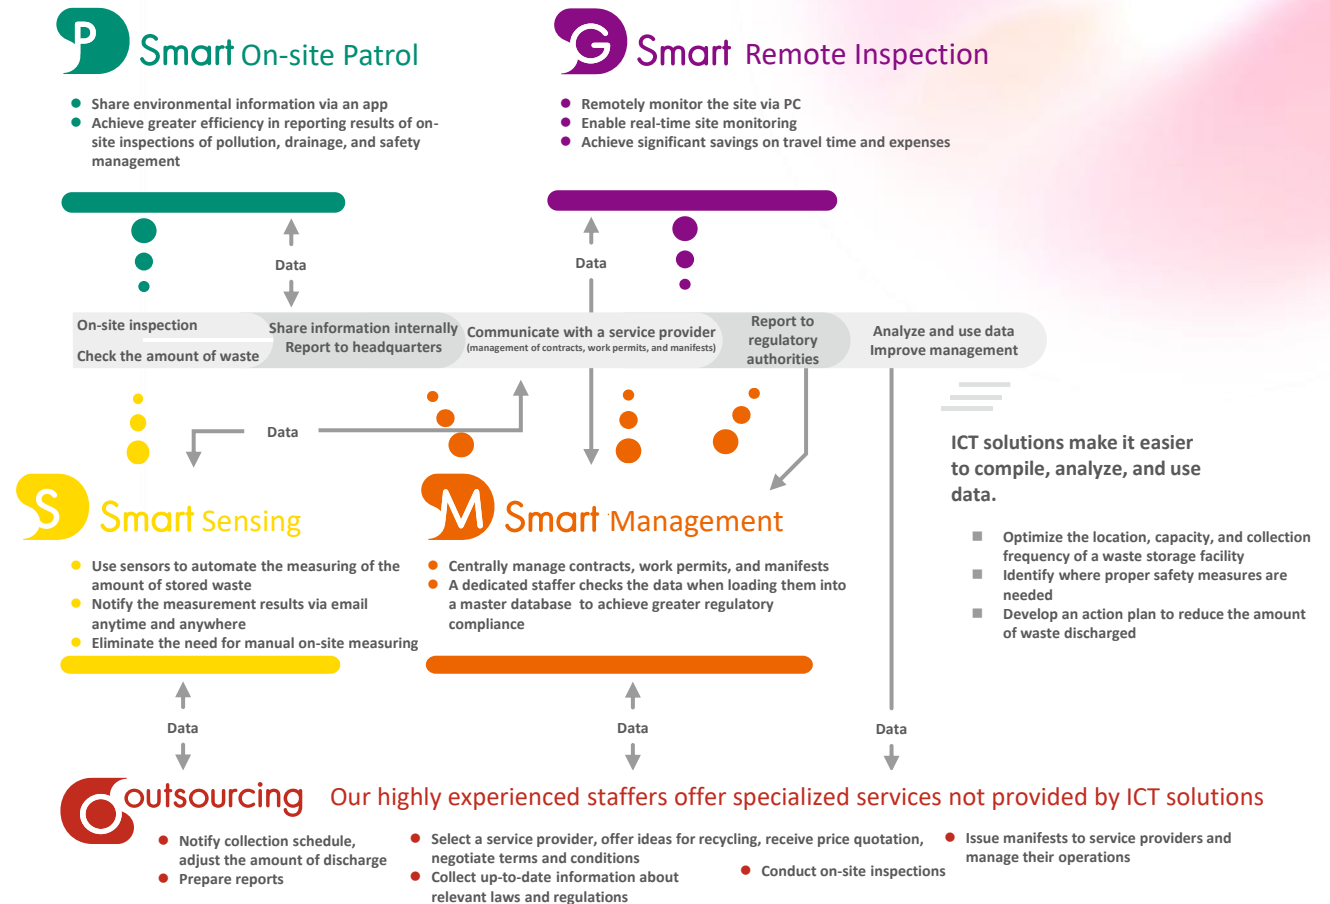 P Smart On-site Patrol
Share environmental information via an app
Achieve greater efficiency in reporting results of on-
site inspections of pollution, drainage, and safety
management
G Smart Remote Inspection
Remotely monitor the site via PC
Enable real-time site monitoring
Achieve significant savings on travel time and expenses
Data
Data
On-site inspection
Check the amount of waste
Share information internally
Report to headquarters
Communicate with a service provider
(management of contracts, work permits, and manifests)
Report to
regulatory
authorities
Analyze and use data
Improve management
Data
ICT solutions make it easier
to compile, analyze, and use
data.
Optimize the location, capacity, and collection
frequency of a waste storage facility
Identify where proper safety measures are
needed
Develop an action plan to reduce the amount
of waste discharged
S Smart Sensing
Use sensors to automate the measuring of the
amount of stored waste
Notify the measurement results via email
anytime and anywhere
Eliminate the need for manual on-site measuring
M Smart Management
Centrally manage contracts, work permits, and manifests
A dedicated staffer checks the data when loading them into
a master database to achieve greater regulatory
compliance
Data
Data
Data
O outsourcing Our highly experienced staffers offer specialized services not provided by ICT solutions
Notify collection schedule,
adjust the amount of discharge
Prepare reports
Select a service provider, offer ideas for recycling, receive price quotation,
negotiate terms and conditions
Collect up-to-date information about
relevant laws and regulations
Conduct on-site inspections
Issue manifests to service providers and
manage their operations